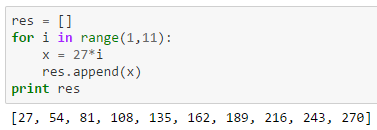 res = []
for i in range(1,11):
    x = 27*i
    res.append(x)
print res
[27, 54, 81, 108, 135, 162, 189, 216, 243, 270]